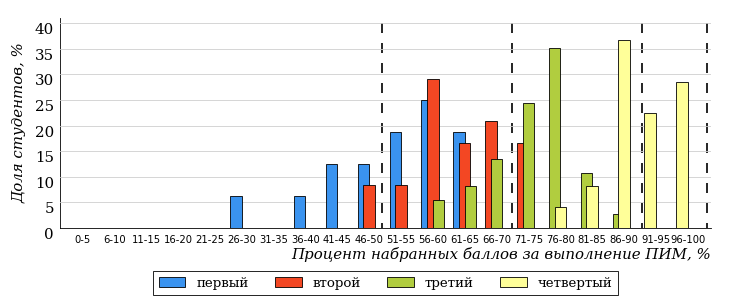 Доля студентов, %
40
35
30
25
20
15
10
5
0
0-5 6-10 11-15 16-20 21-25 26-30 31-35 36-40 41-45 46-50 51-55 56-60 61-65 66-70 71-75 76-80 81-85 86-90 91-95 96-100
Процент набранных баллов за выполнение ПИМ, %
первый второй третий четвертый